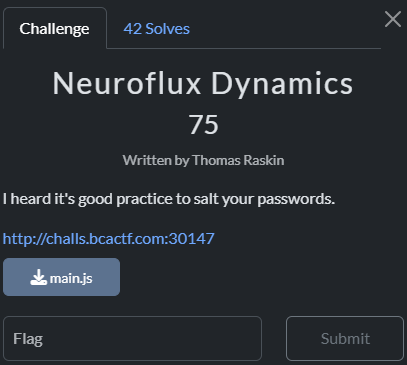 Challenge
42 Solves
Neuroflux Dynamics
75
Written by Thomas Raskin
I heard it's good practice to salt your passwords.
http://challs.bcactf.com:30147
main.js
Flag
Submit